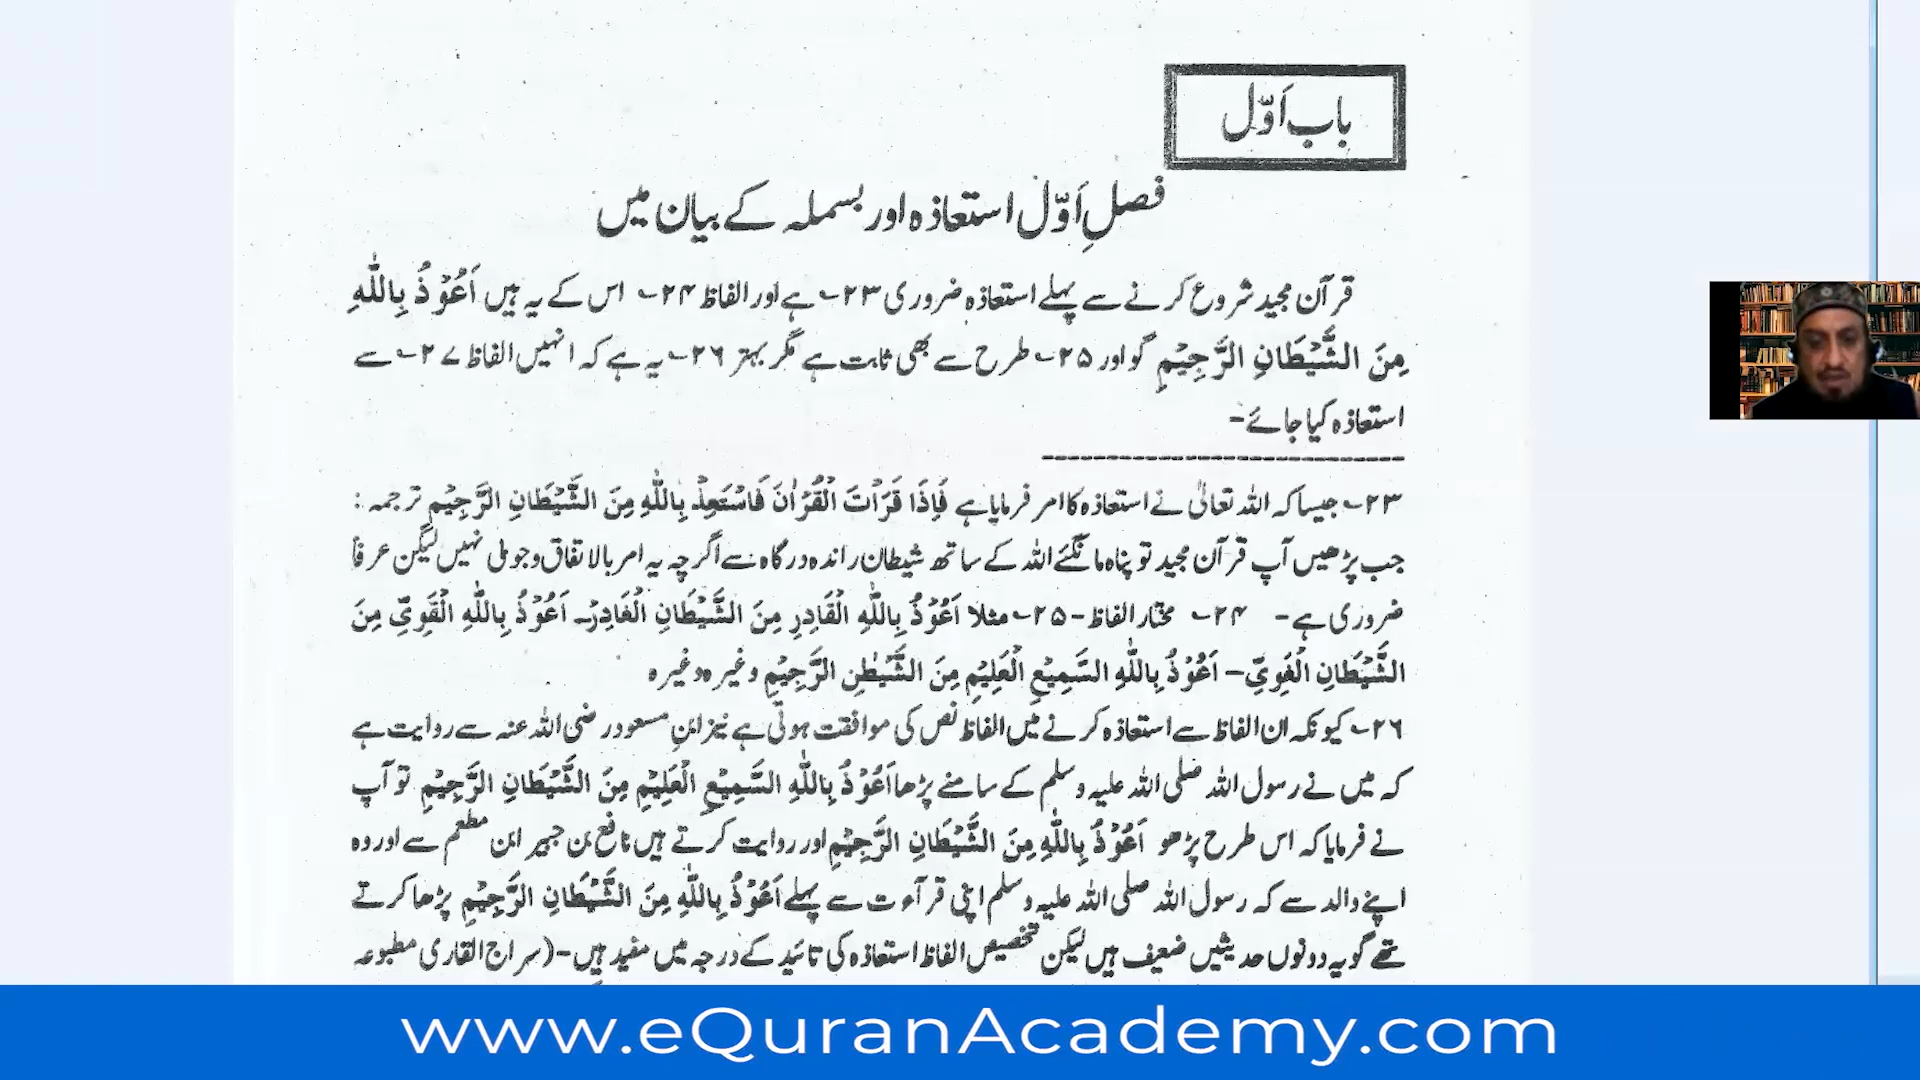 باب اَوّل
فصلِ اَوّل استعاذہ اور بسملہ کے بیان میں
قرآن مجید شروع کرنے سے پہلے استعاذہ ضروری ۲۳؎ ہے اور الفاظ ۲۴؎ اس کے یہ ہیں اَعُوْذُ بِاللّٰهِ
مِنَ الشَّيْطَانِ الرَّجِيْمِ گو اور ۲۵؎ طرح سے بھی ثابت ہے مگر بہتر ۲۶؎ یہ ہے کہ انہیں الفاظ ۲۷؎ سے
استعاذہ کیا جائے۔
۲۳؎ جیسا کہ اللہ تعالیٰ نے استعاذہ کا امر فرمایا ہے فَاِذَا قَرَاْتَ الْقُرْاٰنَ فَاسْتَعِذْ بِاللّٰهِ مِنَ الشَّيْطَانِ الرَّجِيْمِ ترجمہ :
جب پڑھیں آپ قرآن مجید تو پناہ مانگئے اللہ کے ساتھ شیطان راندہ درگاہ سے اگرچہ یہ امر بالاتفاق وجوبی نہیں لیکن عرفاً
ضروری ہے۔ ۲۴؎ مختار الفاظ۔ ۲۵؎ مثلا اَعُوْذُ بِاللّٰهِ الْقَادِرِ مِنَ الشَّيْطَانِ الْغَادِرِ۔ اَعُوْذُ بِاللّٰهِ الْقَوِيِّ مِنَ
الشَّيْطَانِ الْغَوِيِّ۔ اَعُوْذُ بِاللّٰهِ السَّمِيْعِ الْعَلِيْمِ مِنَ الشَّيْطٰنِ الرَّجِيْمِ وغیرہ وغیرہ
۲۶؎ کیونکہ ان الفاظ سے استعاذہ کرنے میں الفاظ نص کی موافقت ہوتی ہے نیز ابنِ مسعود رضی اللہ عنہ سے روایت ہے
کہ میں نے رسول اللہ صلی اللہ علیہ وسلم کے سامنے پڑھا اَعُوْذُ بِاللّٰهِ السَّمِيْعِ الْعَلِيْمِ مِنَ الشَّيْطَانِ الرَّجِيْمِ تو آپ
نے فرمایا کہ اس طرح پڑھو اَعُوْذُ بِاللّٰهِ مِنَ الشَّيْطَانِ الرَّجِيْمِ اور روایت کرتے ہیں نافع بن جبیر ابن مطعم سے اور وہ
اپنے والد سے کہ رسول اللہ صلی اللہ علیہ وسلم اپنی قرآءت سے پہلے اَعُوْذُ بِاللّٰهِ مِنَ الشَّيْطَانِ الرَّجِيْمِ پڑھا کرتے
تھے گو یہ دونوں حدیثیں ضعیف ہیں لیکن تخصیص الفاظ استعاذہ کی تائید کے درجہ میں مفید ہیں۔ (سراج القاری مطبوعہ
www.eQuranAcademy.com